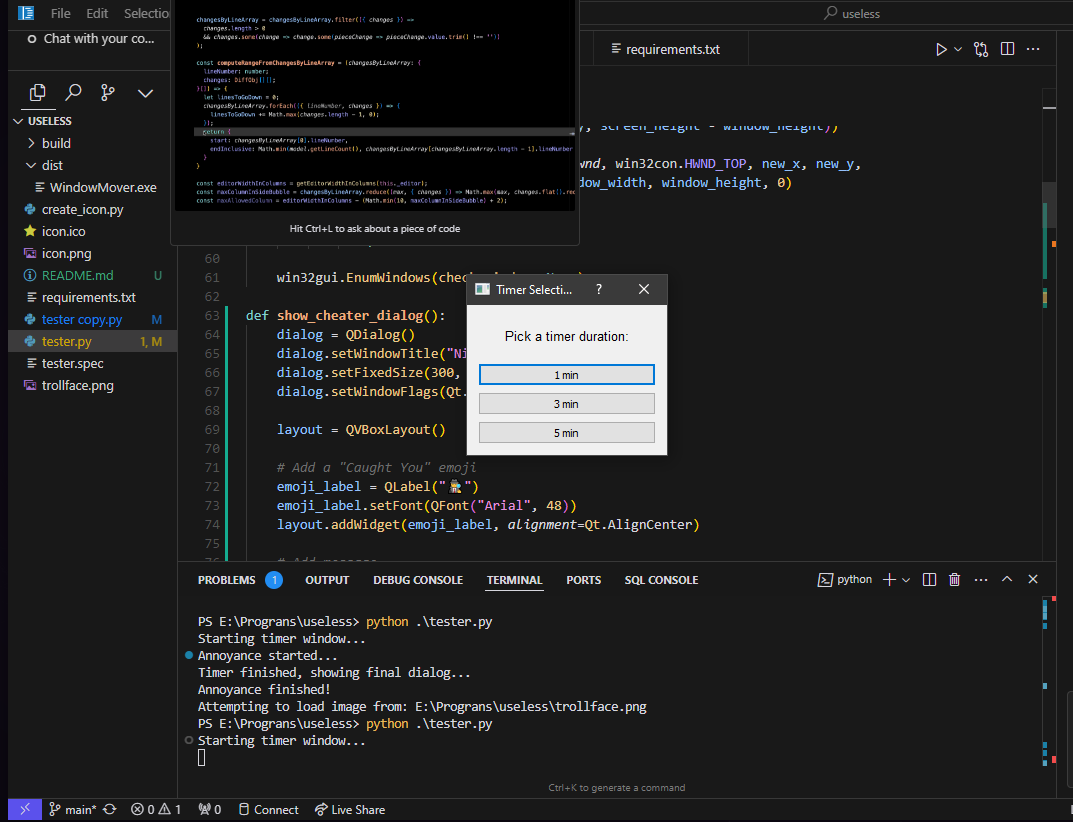 File Edit Selectio
useless
Chat with your co...
USELESS
build
dist
WindowMover.exe
create_icon.py
icon.ico
icon.png
README.md U
requirements.txt
tester copy.py M
tester.py 1, M
tester.spec
trollface.png
changesByLineArray = changesByLineArray.filter(({ changes }) =>
changes.length > 0
&& changes.some(change => change.some(pieceChange => pieceChange.value.trim() !== ''))
);
const computeRangeFromChangesByLineArray = (changesByLineArray: {
lineNumber: number;
changes: DiffObj[][];
}[]) => {
let linesToGoDown = 0;
changesByLineArray.forEach(({ lineNumber, changes }) => {
linesToGoDown += Math.max(changes.length - 1, 0);
});
return {
start: changesByLineArray[0].lineNumber,
endInclusive: Math.min(model.getLineCount(), changesByLineArray[changesByLineArray.length - 1].lineNumber
}
}
const editorWidthInColumns = getEditorWidthInColumns(this._editor);
const maxColumnInSideBubble = changesByLineArray.reduce((max, { changes }) => Math.max(max, changes.flat().rec
const maxAllowedColumn = editorWidthInColumns - (Math.min(10, maxColumnInSideBubble) + 2);
Hit Ctrl+L to ask about a piece of code
requirements.txt
, screen_height - window_height))
wnd, win32con.HWND_TOP, new_x, new_y,
dow_width, window_height, 0)
60
61 win32gui.EnumWindows(chec
62
63 def show_cheater_dialog():
64 dialog = QDialog()
65 dialog.setWindowTitle("Ni
66 dialog.setFixedSize(300,
67 dialog.setWindowFlags(Qt.
68
69 layout = QVBoxLayout()
70
71 # Add a "Caught You" emoji
72 emoji_label = QLabel("🕵️")
73 emoji_label.setFont(QFont("Arial", 48))
74 layout.addWidget(emoji_label, alignment=Qt.AlignCenter)
75
76 # Add message
Timer Selecti... ?
Pick a timer duration:
1 min
3 min
5 min
PROBLEMS 1 OUTPUT DEBUG CONSOLE TERMINAL PORTS SQL CONSOLE python
PS E:\Prograns\useless> python .\tester.py
Starting timer window...
Annoyance started...
Timer finished, showing final dialog...
Annoyance finished!
Attempting to load image from: E:\Prograns\useless\trollface.png
PS E:\Prograns\useless> python .\tester.py
Starting timer window...
Ctrl+K to generate a command
main* 0 1 0 Connect Live Share